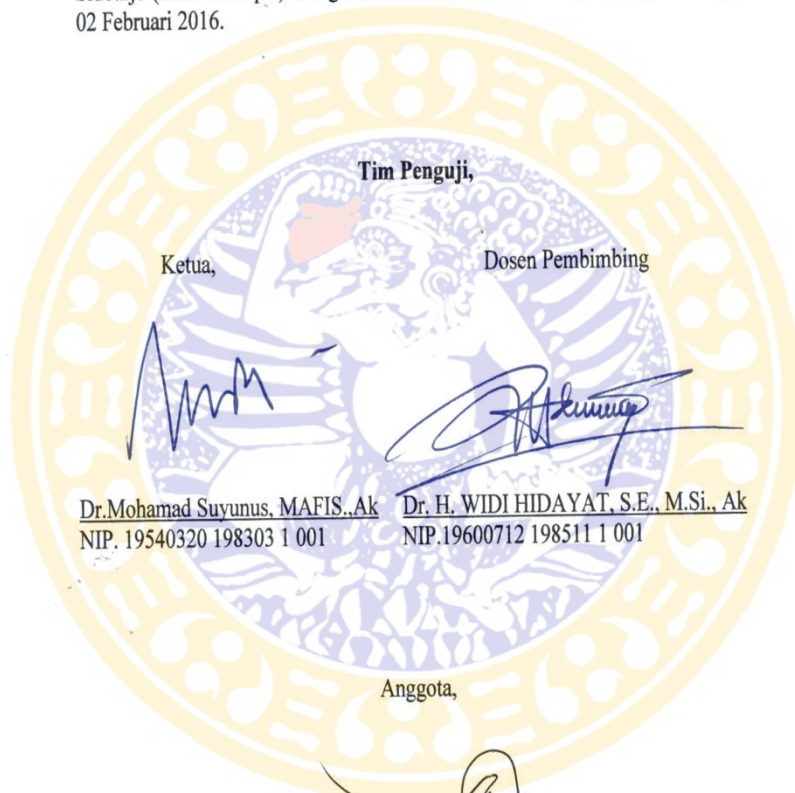 02 Februari 2016.
Tim Penguji,
Ketua,
Dosen Pembimbing
Dr.Mohamad Suyunus, MAFIS.,Ak
Dr. H. WIDI HIDAYAT, S.E., M.Si., Ak
NIP. 19540320 198303 1 001
NIP.19600712 198511 1 001
Anggota,